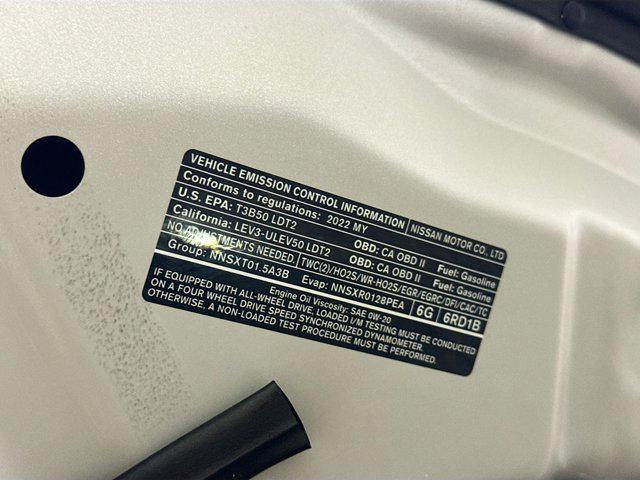 VEHICLE EMISSION CONTROL INFORMATION NISSAN MOTOR CO., LTD
Conforms to regulations: 2022 MY
U.S. EPA: T3B50 LDT2 OBD: CA OBD II Fuel: Gasoline
California: LEV3-ULEV50 LDT2 OBD: CA OBD II Fuel: Gasoline
NO ADJUSTMENTS NEEDED. TWC(2)/HO2S/WR-HO2S/EGR/EGRC/DFI/CAC/TC
Group: NNSXT01.5A3B Evap: NNSXR0128PEA 6G 6RD1B
Engine Oil Viscosity: SAE 0W-20
IF EQUIPPED WITH ALL-WHEEL DRIVE, LOADED I/M TESTING MUST BE CONDUCTED
ON A FOUR WHEEL DRIVE SPEED SYNCHRONIZED DYNAMOMETER.
OTHERWISE, A NON-LOADED TEST PROCEDURE MUST BE PERFORMED.